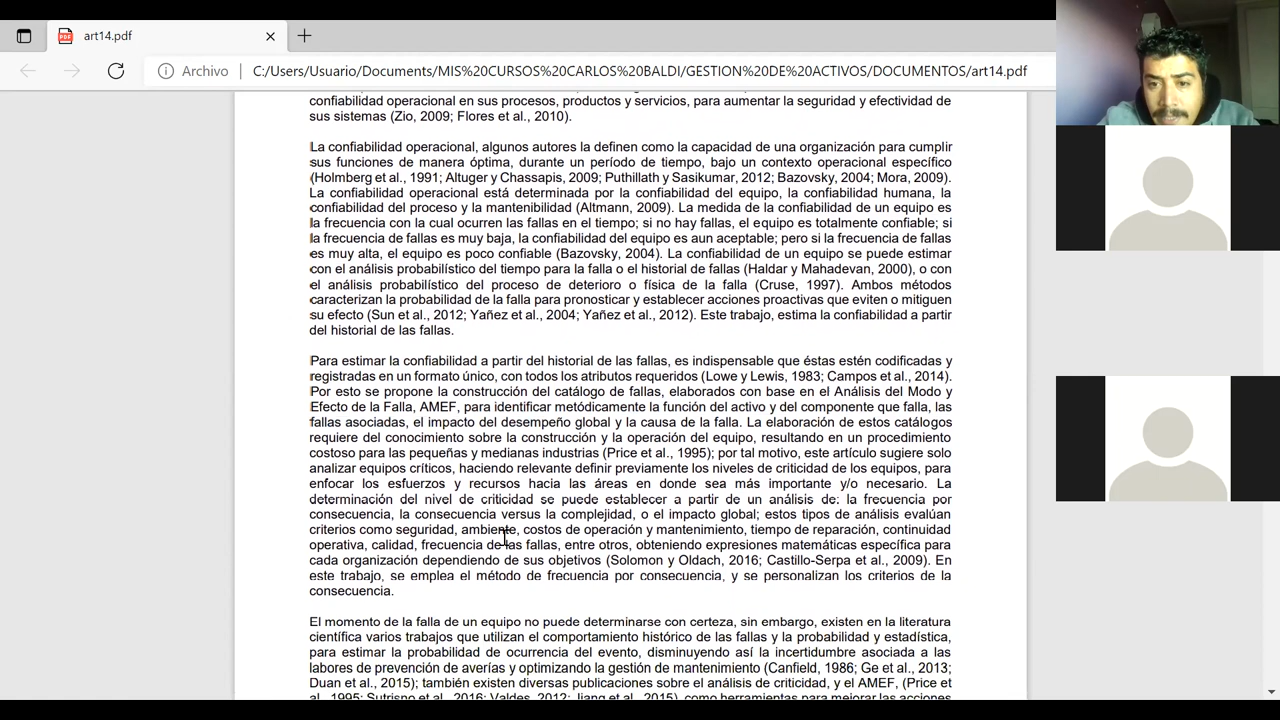 art14.pdf
Archivo
C:/Users/Usuario/Documents/MIS%20CURSOS%20CARLOS%20BALDI/GESTION%20DE%20ACTIVOS/DOCUMENTOS/art14.pdf
confiabilidad operacional en sus procesos, productos y servicios, para aumentar la seguridad y efectividad de
sus sistemas (Zio, 2009; Flores et al., 2010).
La confiabilidad operacional, algunos autores la definen como la capacidad de una organización para cumplir
sus funciones de manera óptima, durante un período de tiempo, bajo un contexto operacional específico
(Holmberg et al., 1991; Altuger y Chassapis, 2009; Puthillath y Sasikumar, 2012; Bazovsky, 2004; Mora, 2009).
La confiabilidad operacional está determinada por la confiabilidad del equipo, la confiabilidad humana, la
confiabilidad del proceso y la mantenibilidad (Altmann, 2009). La medida de la confiabilidad de un equipo es
la frecuencia con la cual ocurren las fallas en el tiempo; si no hay fallas, el equipo es totalmente confiable; si
la frecuencia de fallas es muy baja, la confiabilidad del equipo es aun aceptable; pero si la frecuencia de fallas
es muy alta, el equipo es poco confiable (Bazovsky, 2004). La confiabilidad de un equipo se puede estimar
con el análisis probabilístico del tiempo para la falla o el historial de fallas (Haldar y Mahadevan, 2000), o con
el análisis probabilístico del proceso de deterioro o física de la falla (Cruse, 1997). Ambos métodos
caracterizan la probabilidad de la falla para pronosticar y establecer acciones proactivas que eviten o mitiguen
su efecto (Sun et al., 2012; Yañez et al., 2004; Yañez et al., 2012). Este trabajo, estima la confiabilidad a partir
del historial de las fallas.
Para estimar la confiabilidad a partir del historial de las fallas, es indispensable que éstas estén codificadas y
registradas en un formato único, con todos los atributos requeridos (Lowe y Lewis, 1983; Campos et al., 2014).
Por esto se propone la construcción del catálogo de fallas, elaborados con base en el Análisis del Modo y
Efecto de la Falla, AMEF, para identificar metódicamente la función del activo y del componente que falla, las
fallas asociadas, el impacto del desempeño global y la causa de la falla. La elaboración de estos catálogos
requiere del conocimiento sobre la construcción y la operación del equipo, resultando en un procedimiento
costoso para las pequeñas y medianas industrias (Price et al., 1995); por tal motivo, este artículo sugiere solo
analizar equipos críticos, haciendo relevante definir previamente los niveles de criticidad de los equipos, para
enfocar los esfuerzos y recursos hacia las áreas en donde sea más importante y/o necesario. La
determinación del nivel de criticidad se puede establecer a partir de un análisis de: la frecuencia por
consecuencia, la consecuencia versus la complejidad, o el impacto global; estos tipos de análisis evalúan
criterios como seguridad, ambiente, costos de operación y mantenimiento, tiempo de reparación, continuidad
operativa, calidad, frecuencia de las fallas, entre otros, obteniendo expresiones matemáticas específica para
cada organización dependiendo de sus objetivos (Solomon y Oldach, 2016; Castillo-Serpa et al., 2009). En
este trabajo, se emplea el método de frecuencia por consecuencia, y se personalizan los criterios de la
consecuencia.
El momento de la falla de un equipo no puede determinarse con certeza, sin embargo, existen en la literatura
científica varios trabajos que utilizan el comportamiento histórico de las fallas y la probabilidad y estadística,
para estimar la probabilidad de ocurrencia del evento, disminuyendo así la incertidumbre asociada a las
labores de prevención de averías y optimizando la gestión de mantenimiento (Canfield, 1986; Ge et al., 2013;
Duan et al., 2015); también existen diversas publicaciones sobre el análisis de criticidad, y el AMEF, (Price et
al., 1995; Sutrisno et al., 2016; Valdes, 2012; Jiang et al., 2015), como herramientas para mejorar las acciones